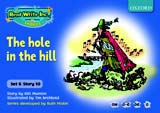 Read Write Inc.
OXFORD
The hole
in the hill
Set 6 Story 10
Story by Gill Munton
Illustrated by Tim Archbold
Series developed by Ruth Miskin